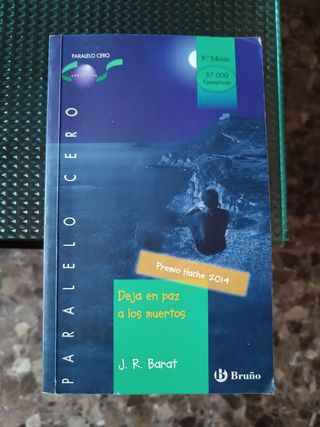 PARALELO CERO
9.ª Edición
37.000
Ejemplares
PARALELO CERO
Premio Hache 2014
Deja en paz
a los muertos
J. R. Barat
Bruño